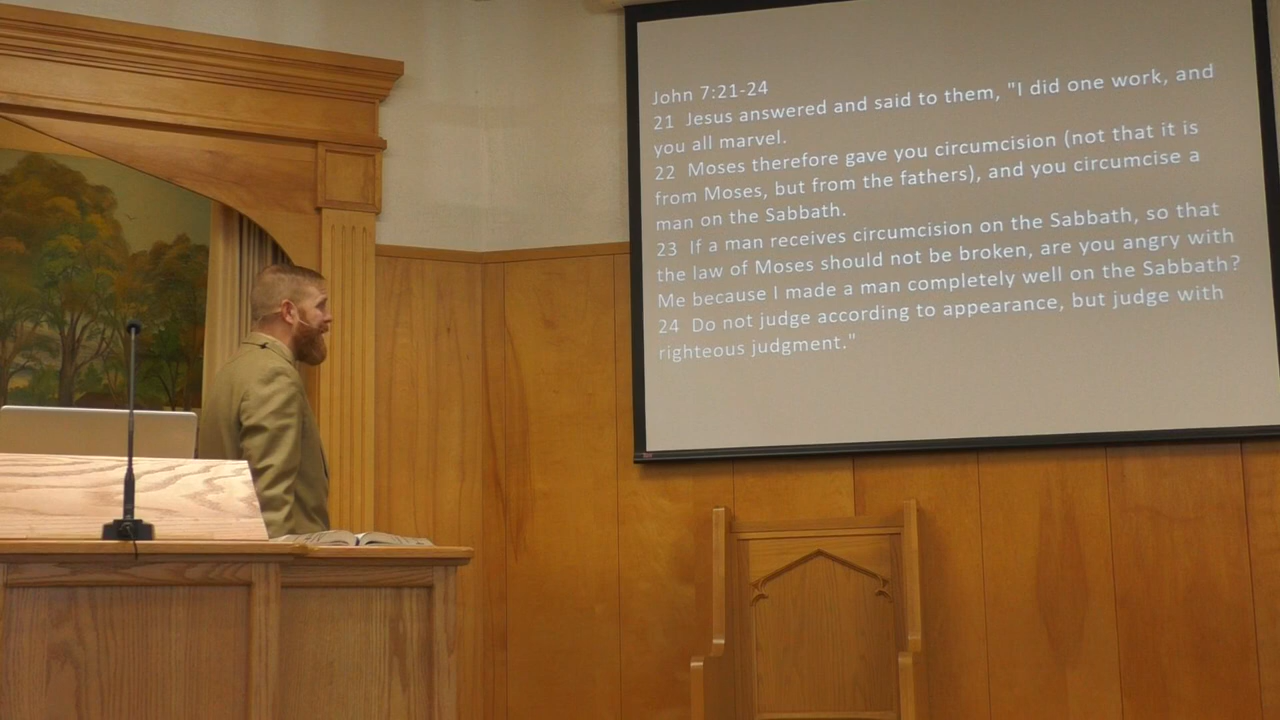 John 7:21-24
21 Jesus answered and said to them, "I did one work, and
you all marvel.
22 Moses therefore gave you circumcision (not that it is
from Moses, but from the fathers), and you circumcise a
man on the Sabbath.
23 If a man receives circumcision on the Sabbath, so that
the law of Moses should not be broken, are you angry with
Me because I made a man completely well on the Sabbath?
24 Do not judge according to appearance, but judge with
righteous judgment."